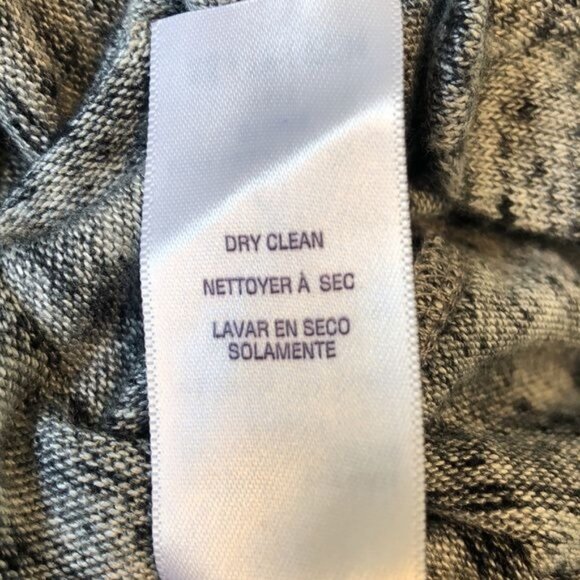 DRY CLEAN
NETTOYER À SEC
LAVAR EN SECO
SOLAMENTE